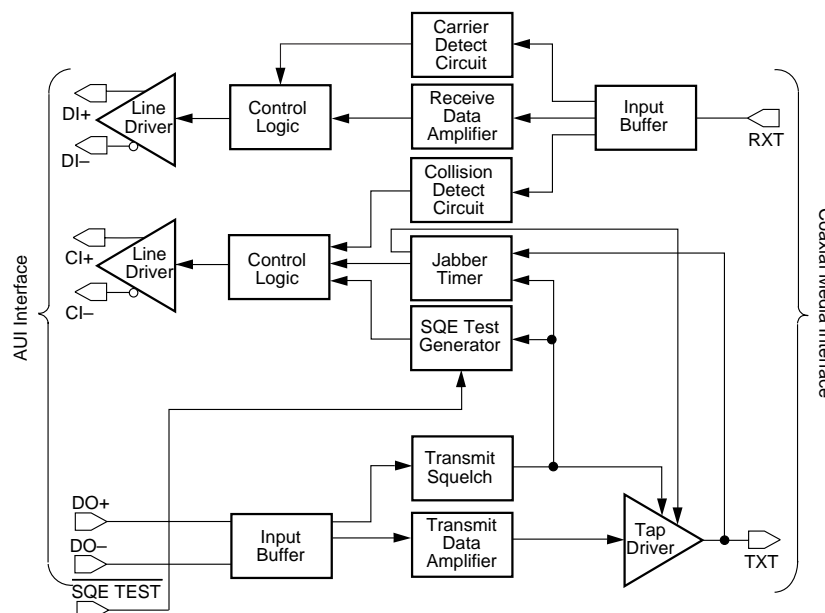 Carrier
Detect
Circuit
DI+
Line
Driver
Control
Logic
Receive
Data
Amplifier
Input
Buffer
RXT
DI–
Collision
Detect
Circuit
CI+
Line
Driver
Control
Logic
Jabber
Timer
CI–
SQE Test
Generator
AUI Interface
Coaxial Media Interface
DO+
Transmit
Squelch
DO–
Input
Buffer
Transmit
Data
Amplifier
Tap
Driver
TXT
SQE TEST